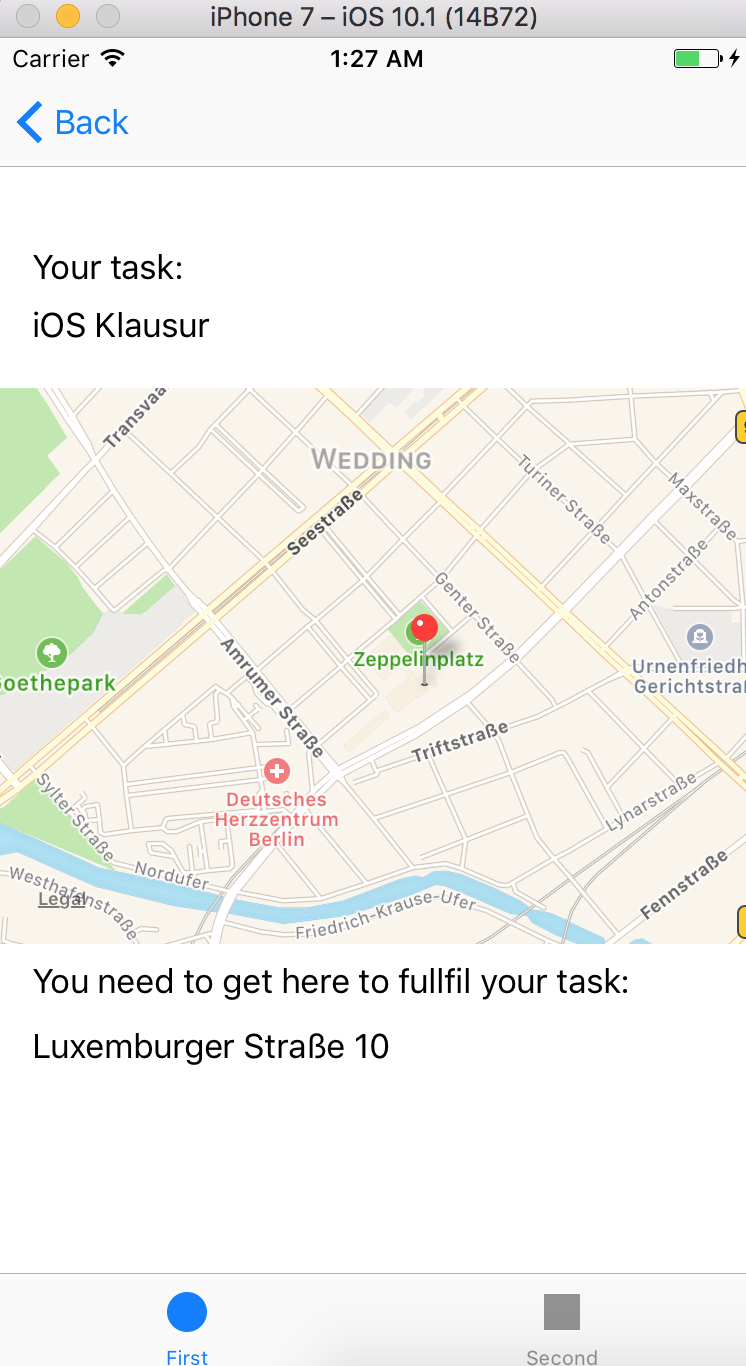 iPhone 7 – iOS 10.1 (14B72)
Carrier 1:27 AM
Back
Your task:
iOS Klausur
Transvaa
WEDDING
Turiner-Straße
Maxstraße
Seestraße
Antonstraße
Genter-Straße
Zeppelinplatz
Goethepark
Urnenfriedh
Gerichtstraß
Amrumer Straße
Triftstraße
Deutsches
Herzzentrum
Berlin
Sylter-Straße
Lynarstraße
Nordufer
Westhafenstraße
Legal
Friedrich-Krause-Ufer
Fennstraße
You need to get here to fullfil your task:
Luxemburger Straße 10
First
Second